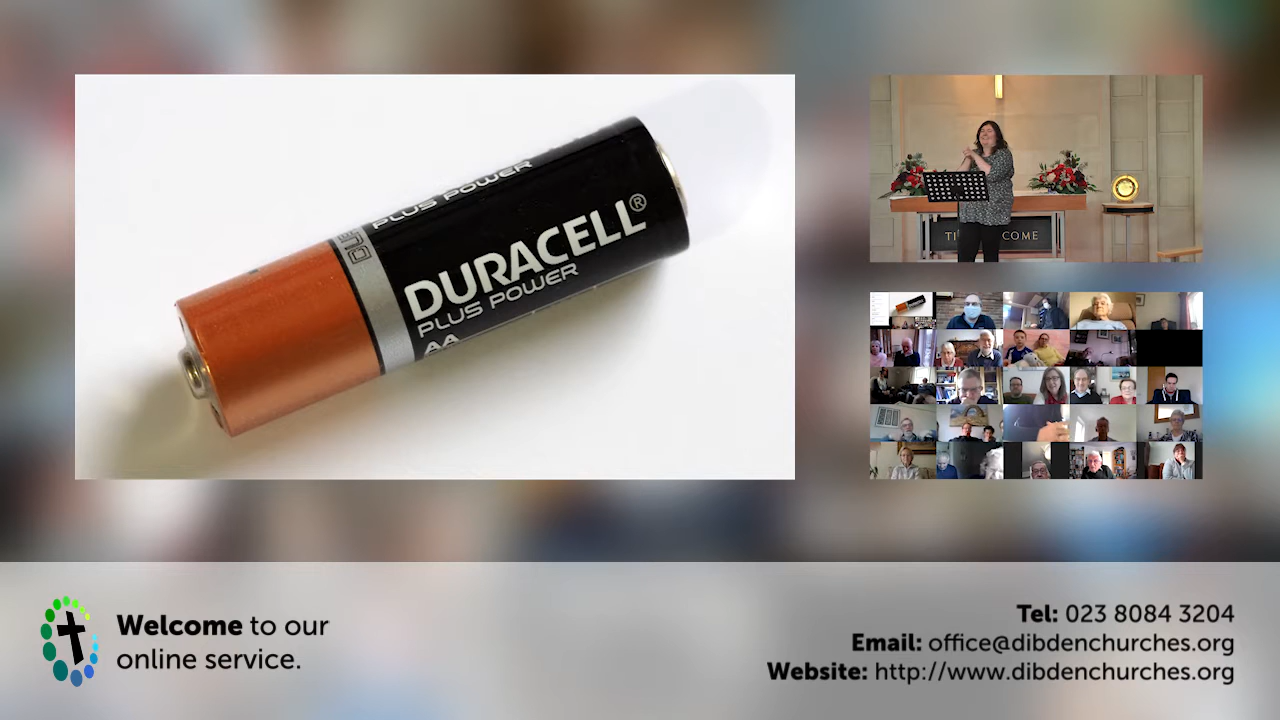 PLUS POWER
DURACELL®
PLUS POWER
AA
COME
Welcome to our
online service.
Tel: 023 8084 3204
Email: office@dibdenchurches.org
Website: http://www.dibdenchurches.org